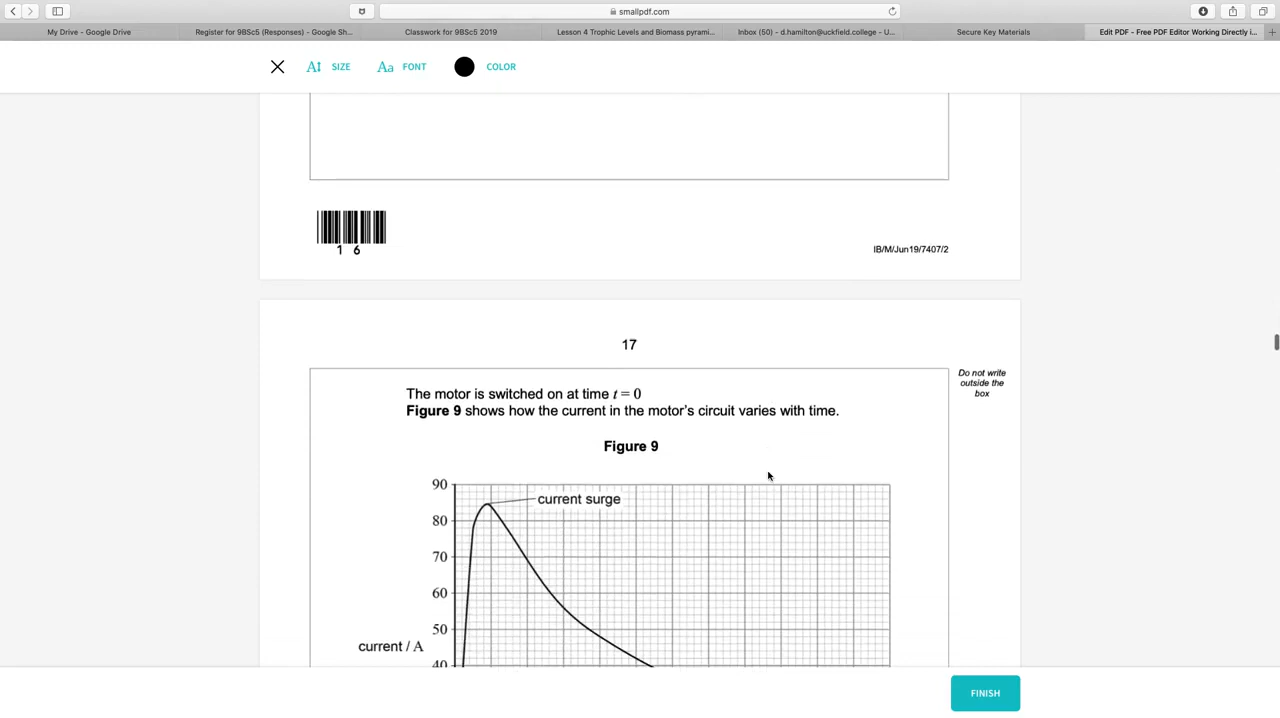 smallpdf.com
My Drive - Google Drive
Register for 9BSc5 (Responses) - Google Sh...
Classwork for 9BSc5 2019
Lesson 4 Trophic Levels and Biomass pyrami...
Inbox (50) - d.hamilton@uckfield.college - U...
Secure Key Materials
Edit PDF - Free PDF Editor Working Directly i...
SIZE
Aa FONT
COLOR
1 6
IB/M/Jun19/7407/2
17
Do not write
outside the
box
The motor is switched on at time t = 0
Figure 9 shows how the current in the motor's circuit varies with time.
Figure 9
90
current surge
80
70
60
50
current / A
40
FINISH